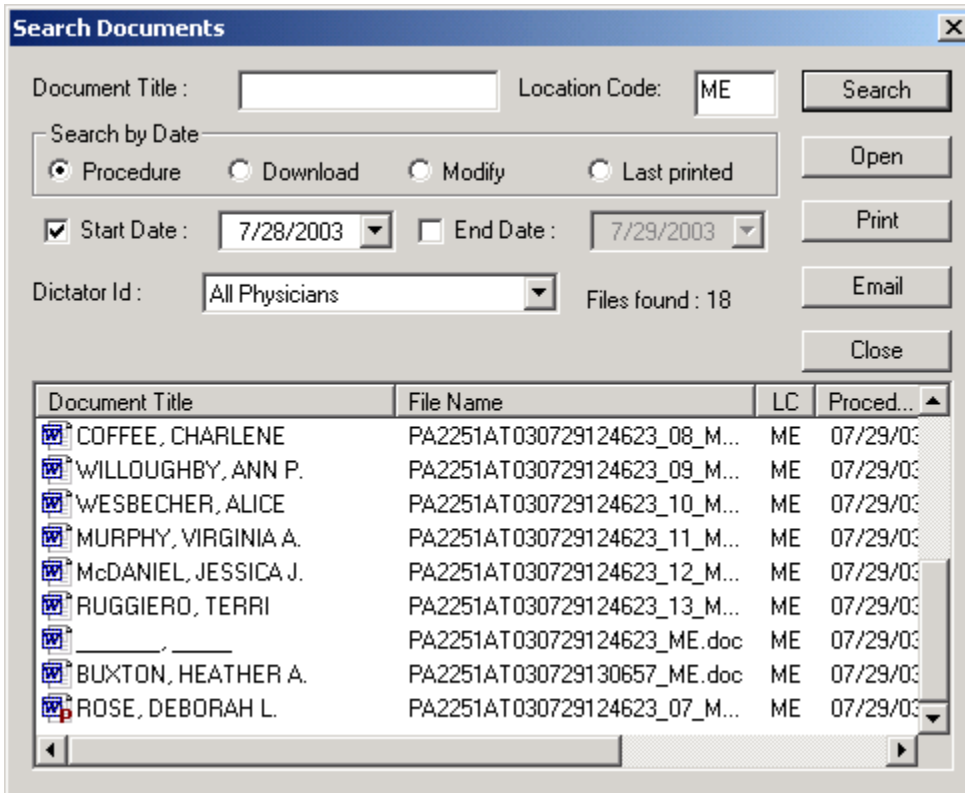 Search Documents
Document Title : Location Code: ME Search
Search by Date
Procedure Download Modify Last printed Open
Start Date : 7/28/2003 End Date : 7/29/2003 Print
Dictator Id : All Physicians Files found : 18 Email
Close
Document Title File Name LC Proced...
COFFEE, CHARLENE PA2251AT030729124623_08_M... ME 07/29/03
WILLOUGHBY, ANN P. PA2251AT030729124623_09_M... ME 07/29/03
WESBECHER, ALICE PA2251AT030729124623_10_M... ME 07/29/03
MURPHY, VIRGINIA A. PA2251AT030729124623_11_M... ME 07/29/03
McDANIEL, JESSICA J. PA2251AT030729124623_12_M... ME 07/29/03
RUGGIERO, TERRI PA2251AT030729124623_13_M... ME 07/29/03
______, ____ PA2251AT030729124623_ME.doc ME 07/29/03
BUXTON, HEATHER A. PA2251AT030729130657_ME.doc ME 07/29/03
ROSE, DEBORAH L. PA2251AT030729124623_07_M... ME 07/29/03